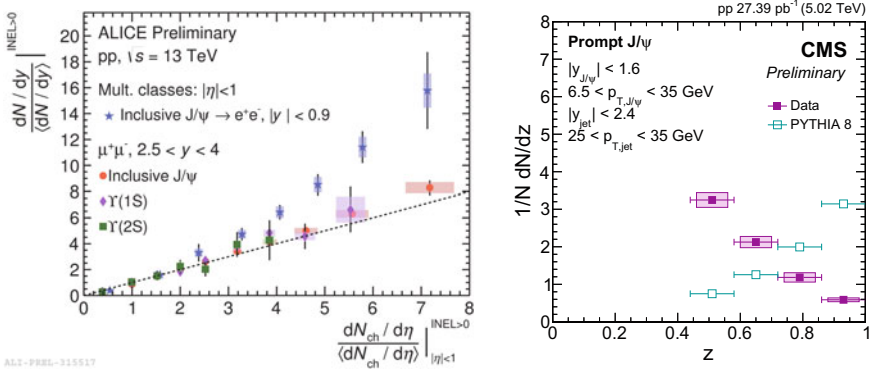 ALICE Preliminary
pp, √s = 13 TeV
Mult. classes: |η|<1
Inclusive J/ψ → e⁺e⁻, |y| < 0.9
μ⁺μ⁻, 2.5 < y < 4
Inclusive J/ψ
ϒ(1S)
ϒ(2S)
dN / dy
⟨dN / dy⟩
INEL>0
20
18
16
14
12
10
8
6
4
2
0
0 1 2 3 4 5 6 7 8
dN_ch / dη
⟨dN_ch / dη⟩
INEL>0
|η|<1
ALI-PREL-315517
pp 27.39 pb⁻¹ (5.02 TeV)
Prompt J/ψ
|y_J/ψ| < 1.6
6.5 < p_T,J/ψ < 35 GeV
|y_jet| < 2.4
25 < p_T,jet < 35 GeV
CMS
Preliminary
Data
PYTHIA 8
1/N dN/dz
8
7
6
5
4
3
2
1
0
0 0.2 0.4 0.6 0.8 1
z